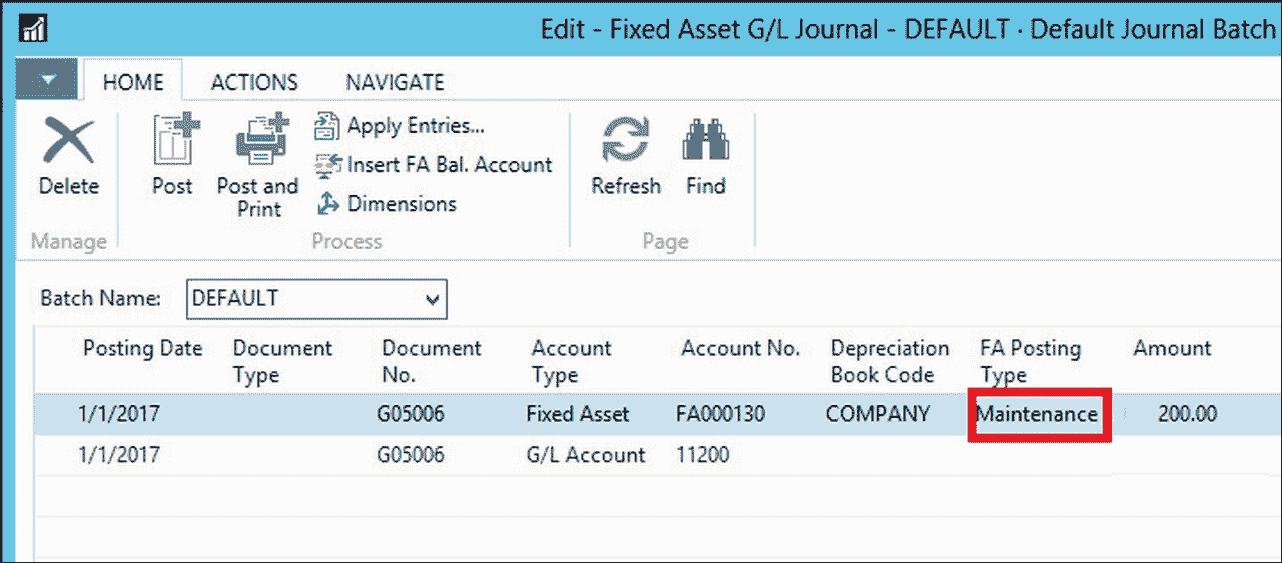 Edit - Fixed Asset G/L Journal - DEFAULT · Default Journal Batch
HOME ACTIONS NAVIGATE
Delete
Post
Post and
Print
Apply Entries...
Insert FA Bal. Account
Dimensions
Refresh
Find
Manage
Process
Page
Batch Name: DEFAULT
Posting Date Document Type Document No. Account Type Account No. Depreciation Book Code FA Posting Type Amount
1/1/2017 G05006 Fixed Asset FA000130 COMPANY Maintenance 200.00
1/1/2017 G05006 G/L Account 11200